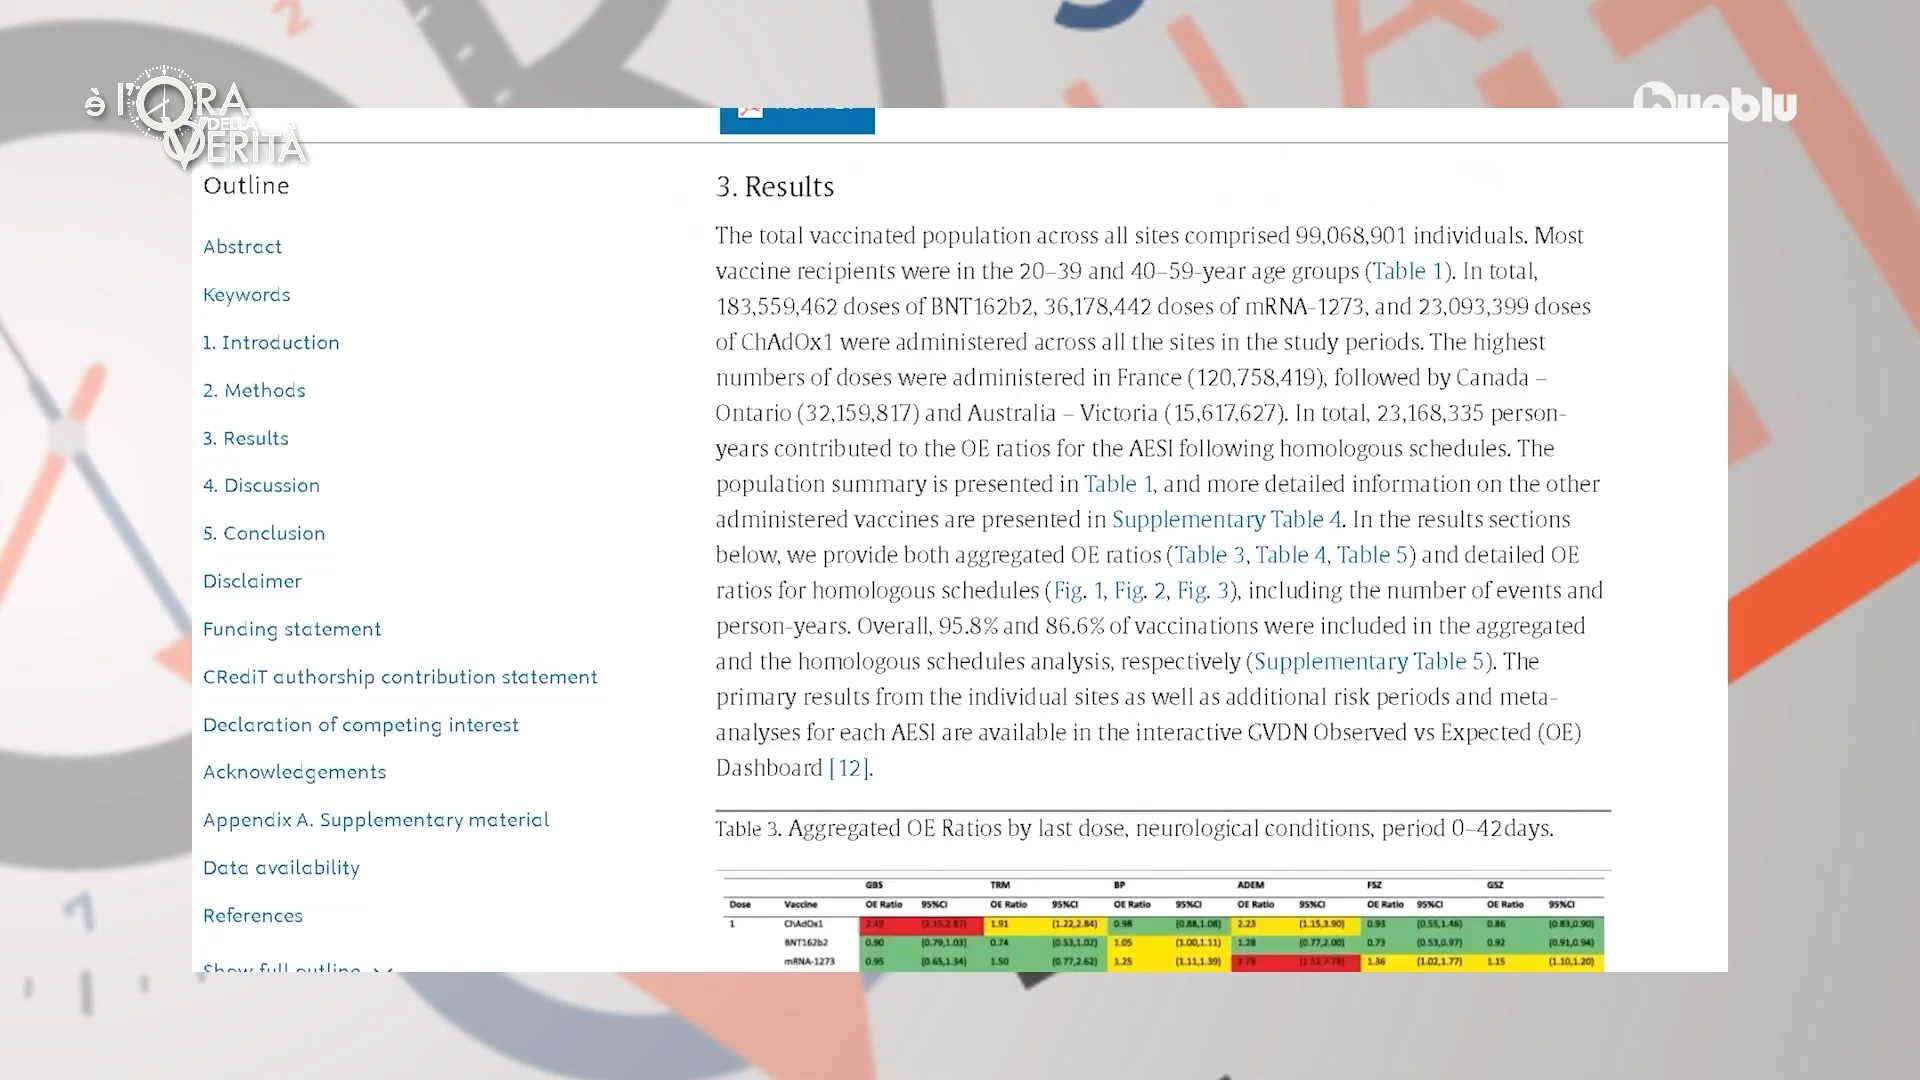 è l'ORA
DELLA
VERITÀ
byoblu
Outline
Abstract
Keywords
1. Introduction
2. Methods
3. Results
4. Discussion
5. Conclusion
Disclaimer
Funding statement
CRediT authorship contribution statement
Declaration of competing interest
Acknowledgements
Appendix A. Supplementary material
Data availability
References
Show full outline
3. Results
The total vaccinated population across all sites comprised 99,068,901 individuals. Most
vaccine recipients were in the 20–39 and 40–59-year age groups (Table 1). In total,
183,559,462 doses of BNT162b2, 36,178,442 doses of mRNA-1273, and 23,093,399 doses
of ChAdOx1 were administered across all the sites in the study periods. The highest
numbers of doses were administered in France (120,758,419), followed by Canada –
Ontario (32,159,817) and Australia – Victoria (15,617,627). In total, 23,168,335 person-
years contributed to the OE ratios for the AESI following homologous schedules. The
population summary is presented in Table 1, and more detailed information on the other
administered vaccines are presented in Supplementary Table 4. In the results sections
below, we provide both aggregated OE ratios (Table 3, Table 4, Table 5) and detailed OE
ratios for homologous schedules (Fig. 1, Fig. 2, Fig. 3), including the number of events and
person-years. Overall, 95.8% and 86.6% of vaccinations were included in the aggregated
and the homologous schedules analysis, respectively (Supplementary Table 5). The
primary results from the individual sites as well as additional risk periods and meta-
analyses for each AESI are available in the interactive GVDN Observed vs Expected (OE)
Dashboard [12].
Table 3. Aggregated OE Ratios by last dose, neurological conditions, period 0–42 days.
GBS TRM BP ADEM FSZ GSZ
Dose Vaccine OE Ratio 95%CI OE Ratio 95%CI OE Ratio 95%CI OE Ratio 95%CI OE Ratio 95%CI OE Ratio 95%CI
1 ChAdOx1 2.49 (2.15,2.87) 1.91 (1.22,2.84) 0.98 (0.88,1.08) 2.23 (1.15,3.90) 0.93 (0.55,1.46) 0.86 (0.83,0.90)
BNT162b2 0.90 (0.79,1.03) 0.74 (0.53,1.02) 1.05 (1.00,1.11) 1.28 (0.77,2.00) 0.73 (0.53,0.97) 0.92 (0.91,0.94)
mRNA-1273 0.95 (0.65,1.34) 1.50 (0.77,2.62) 1.25 (1.11,1.39) 3.78 (1.52,7.78) 1.36 (1.02,1.77) 1.15 (1.10,1.20)